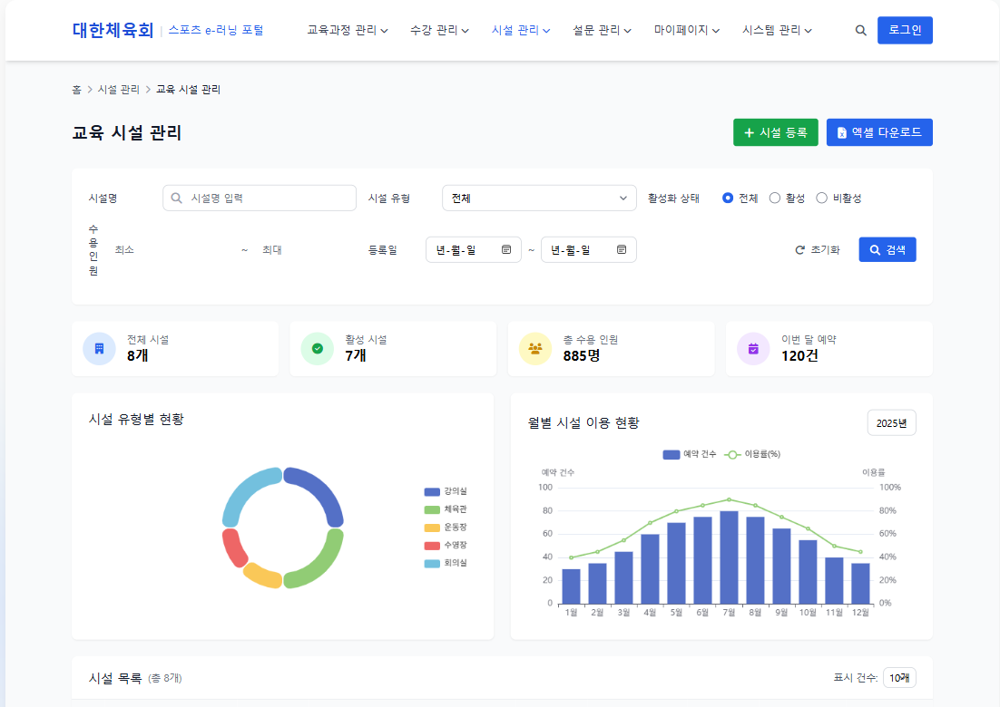 대한체육회 | 스포츠 e-러닝 포털 교육과정 관리 수강 관리 시설 관리 설문 관리 마이페이지 시스템 관리 로그인
홈 > 시설 관리 > 교육 시설 관리
교육 시설 관리 + 시설 등록 엑셀 다운로드
시설명 시설명 입력 시설 유형 전체 활성화 상태 전체 활성 비활성
수용인원 최소 ~ 최대 등록일 년-월-일 ~ 년-월-일 초기화 검색
전체 시설 활성 시설 총 수용 인원 이번 달 예약
8개 7개 885명 120건
시설 유형별 현황
강의실
체육관
운동장
수영장
회의실
월별 시설 이용 현황 2025년
예약 건수 이용률(%)
예약 건수 이용률
100 100%
80 80%
60 60%
40 40%
20 20%
0 0%
1월 2월 3월 4월 5월 6월 7월 8월 9월 10월 11월 12월
시설 목록 (총 8개) 표시 건수: 10개